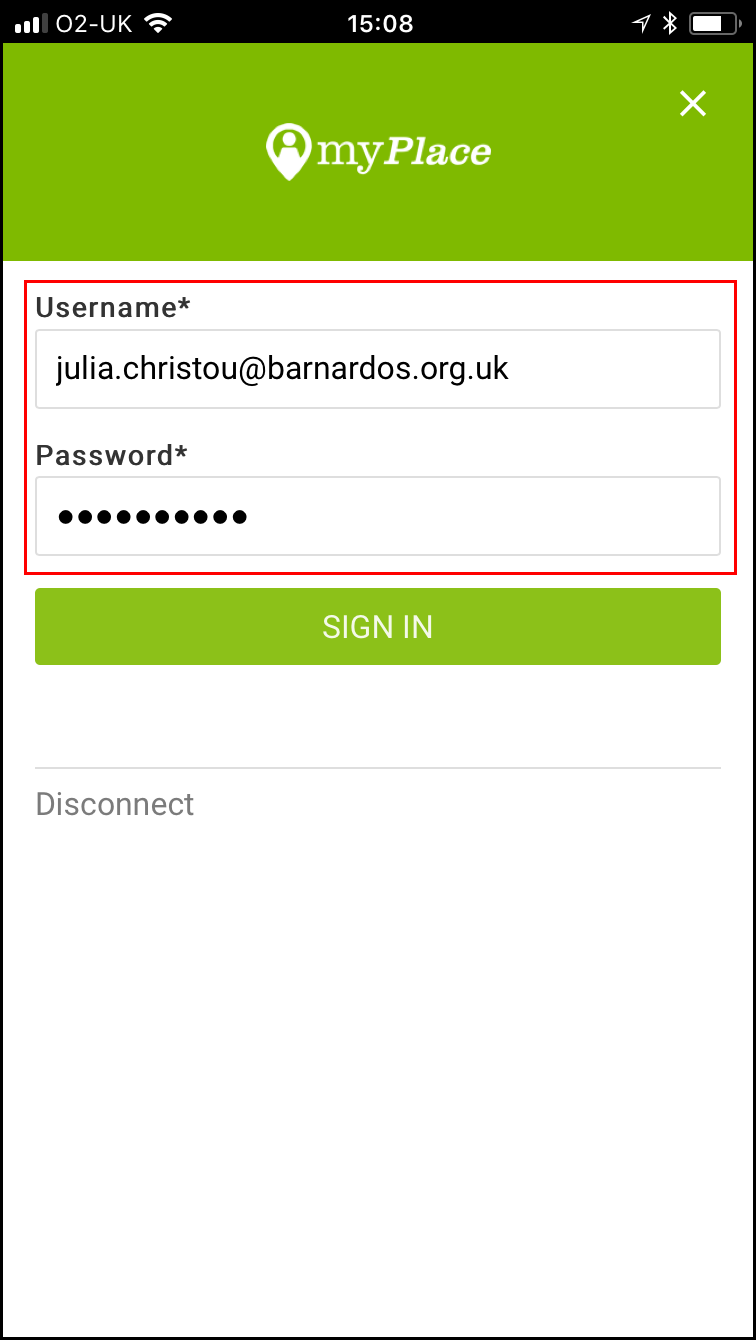 O2-UK 15:08
myPlace
Username*
julia.christou@barnardos.org.uk
Password*
●●●●●●●●●●
SIGN IN
Disconnect